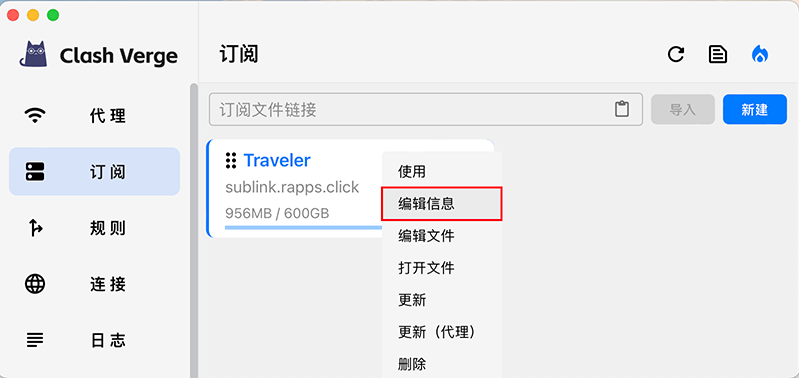 Clash Verge
订阅
代理
订阅文件链接
导入
新建
订阅
Traveler
sublink.rapps.click
956MB / 600GB
使用
编辑信息
编辑文件
打开文件
更新
更新（代理）
删除
规则
连接
日志